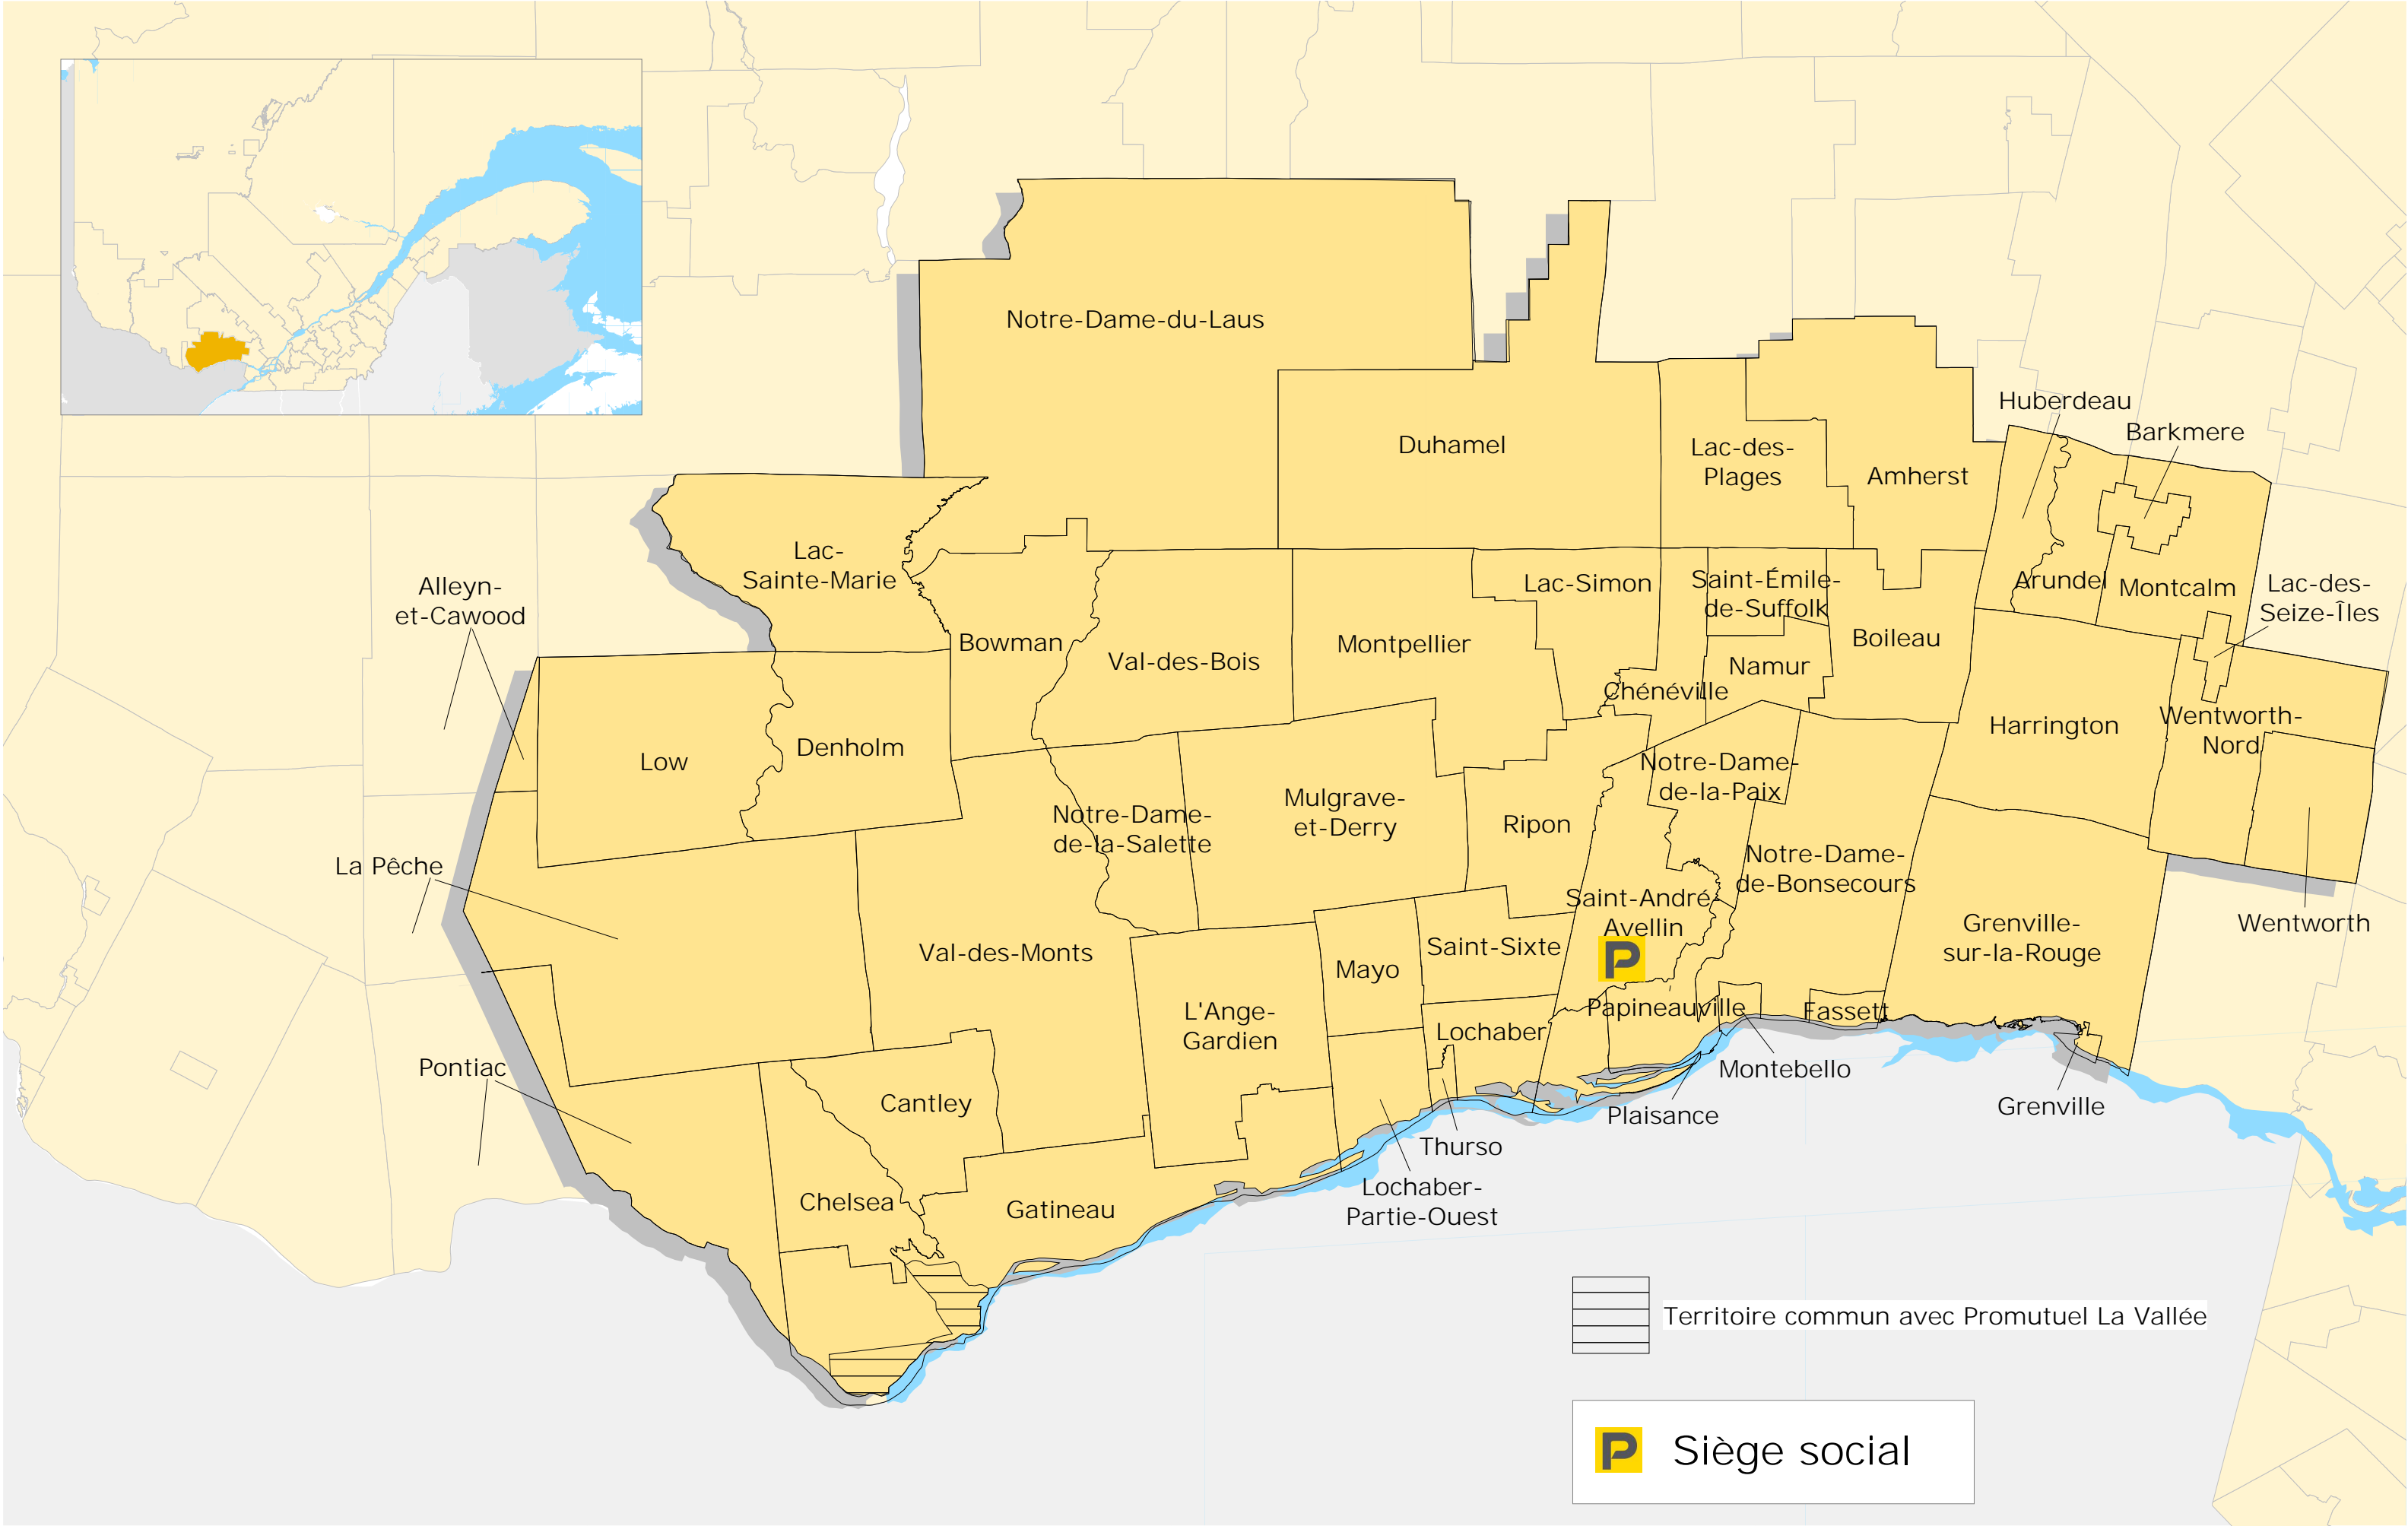 Notre-Dame-du-Laus
Huberdeau
Barkmere
Duhamel
Lac-des-
Plages
Amherst
Lac-
Sainte-Marie
Alleyn-
et-Cawood
Lac-Simon
Saint-Émile-
de-Suffolk
Arundel
Montcalm
Lac-des-
Seize-Îles
Bowman
Val-des-Bois
Montpellier
Boileau
Namur
Chénéville
Low
Denholm
Harrington
Wentworth-
Nord
Notre-Dame-
de-la-Paix
Notre-Dame-
de-la-Salette
Mulgrave-
et-Derry
Ripon
La Pêche
Notre-Dame-
de-Bonsecours
Saint-André-
Avellin
P
Grenville-
sur-la-Rouge
Wentworth
Val-des-Monts
Saint-Sixte
Mayo
L'Ange-
Gardien
Papineauville
Fassett
Lochaber
Pontiac
Montebello
Cantley
Plaisance
Grenville
Thurso
Chelsea
Gatineau
Lochaber-
Partie-Ouest
Territoire commun avec Promutuel La Vallée
P Siège social